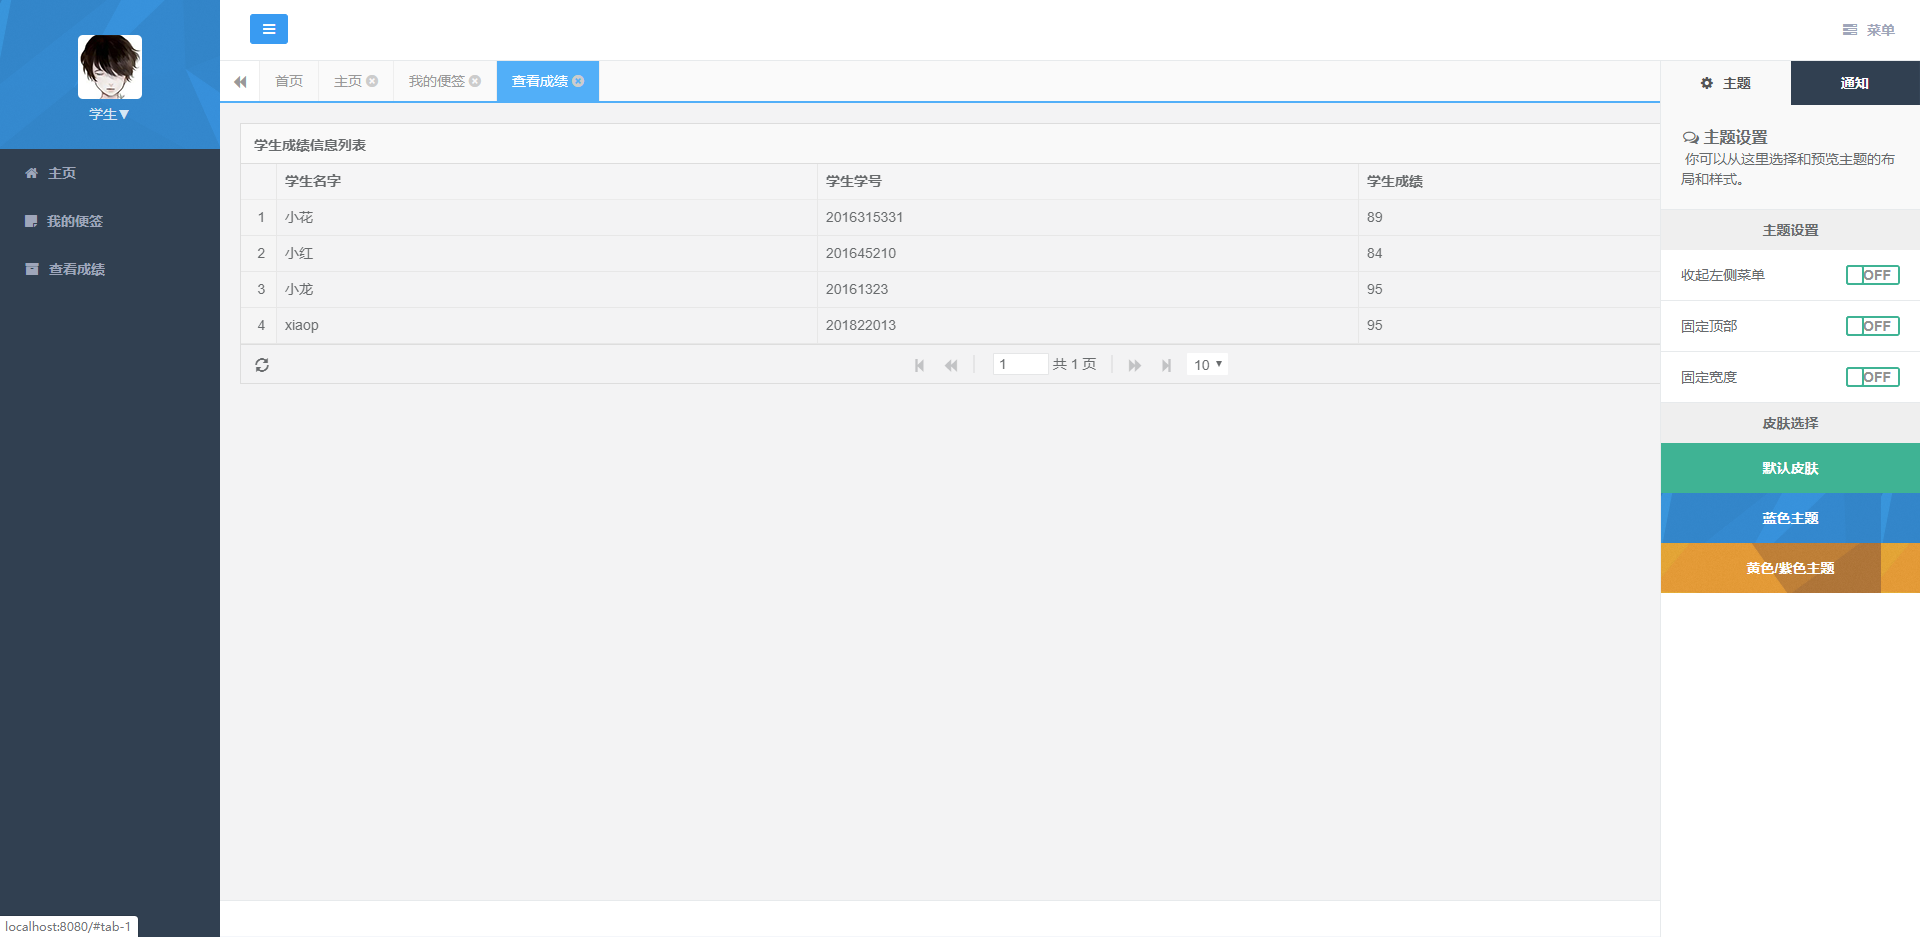 学生▼
主页
我的便签
查看成绩
菜单
首页
主页
我的便签
查看成绩
学生成绩信息列表
学生名字 学生学号 学生成绩
1 小花 2016315331 89
2 小红 201645210 84
3 小龙 20161323 95
4 xiaop 201822013 95
1 共 1 页 10
主题 通知
主题设置
你可以从这里选择和预览主题的布
局和样式。
主题设置
收起左侧菜单 OFF
固定顶部 OFF
固定宽度 OFF
皮肤选择
默认皮肤
蓝色主题
黄色/紫色主题
localhost:8080/#tab-1